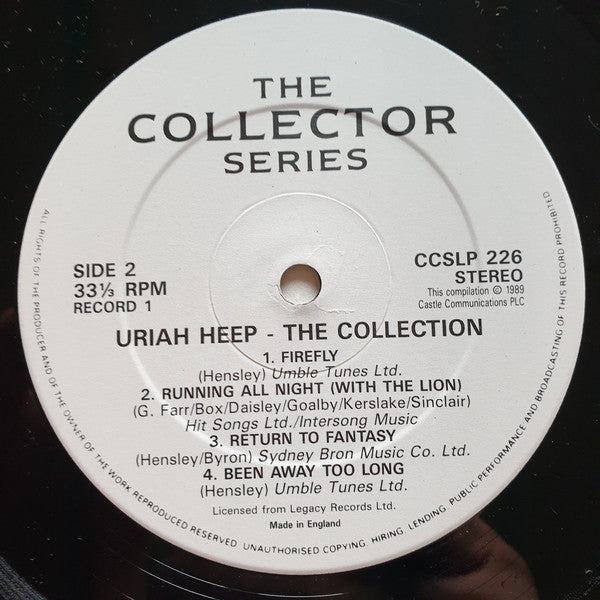 THE
COLLECTOR
SERIES
SIDE 2
33⅓ RPM
RECORD 1
CCSLP 226
STEREO
This compilation © 1989
Castle Communications PLC
URIAH HEEP - THE COLLECTION
1. FIREFLY
(Hensley) Umble Tunes Ltd.
2. RUNNING ALL NIGHT (WITH THE LION)
(G. Farr/Box/Daisley/Goalby/Kerslake/Sinclair)
Hit Songs Ltd./Intersong Music
3. RETURN TO FANTASY
(Hensley/Byron) Sydney Bron Music Co. Ltd.
4. BEEN AWAY TOO LONG
(Hensley) Umble Tunes Ltd.
Licensed from Legacy Records Ltd.
Made in England
ALL RIGHTS OF THE PRODUCER AND OF THE OWNER OF THE WORK REPRODUCED RESERVED. UNAUTHORISED COPYING, HIRING, LENDING, PUBLIC PERFORMANCE AND BROADCASTING OF THIS RECORD PROHIBITED